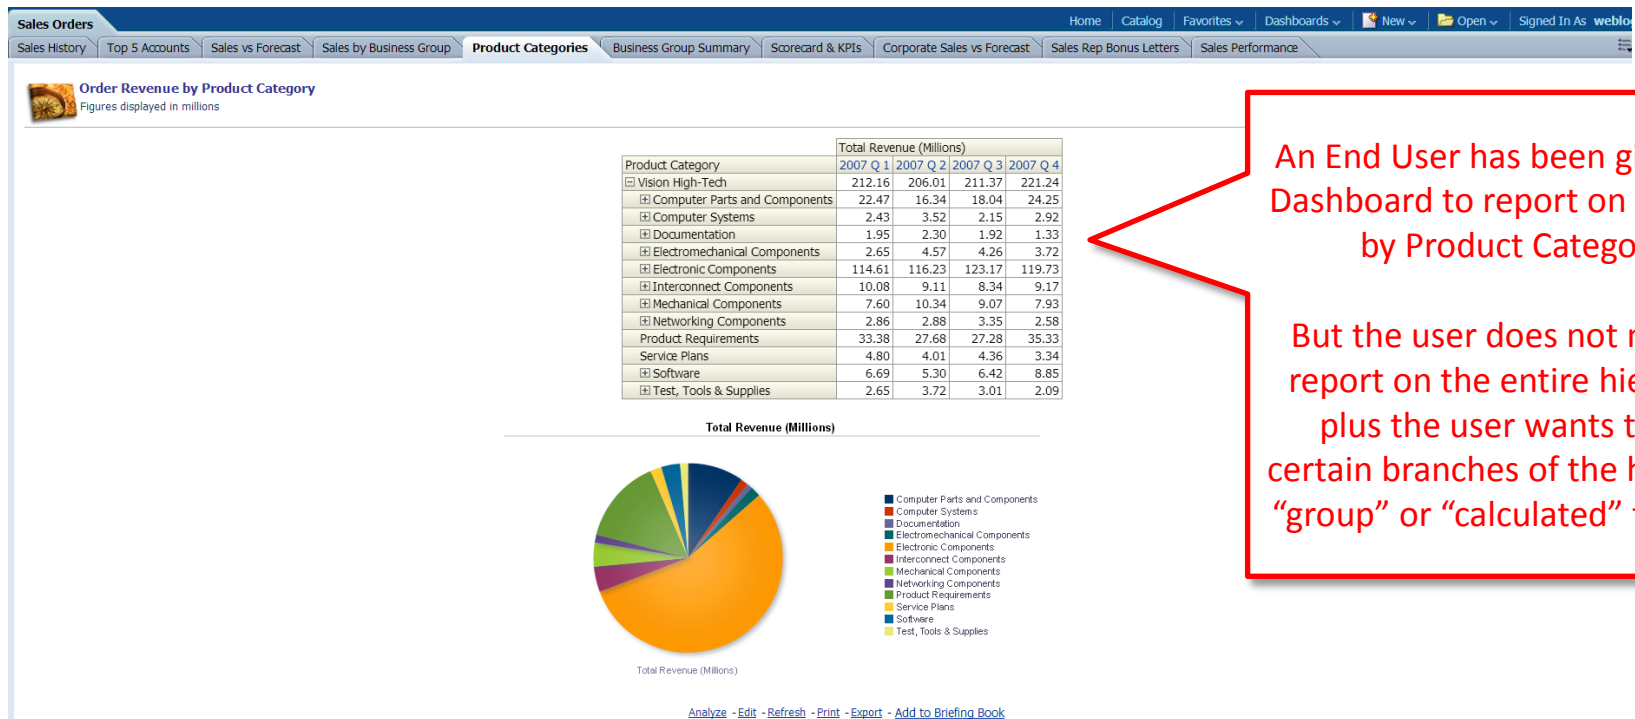 Sales Orders
Home Catalog Favorites Dashboards New Open Signed In As weblo
Sales History Top 5 Accounts Sales vs Forecast Sales by Business Group Product Categories Business Group Summary Scorecard & KPIs Corporate Sales vs Forecast Sales Rep Bonus Letters Sales Performance
Order Revenue by Product Category
Figures displayed in millions
Total Revenue (Millions)
Product Category 2007 Q 1 2007 Q 2 2007 Q 3 2007 Q 4
Vision High-Tech 212.16 206.01 211.37 221.24
Computer Parts and Components 22.47 16.34 18.04 24.25
Computer Systems 2.43 3.52 2.15 2.92
Documentation 1.95 2.30 1.92 1.33
Electromechanical Components 2.65 4.57 4.26 3.72
Electronic Components 114.61 116.23 123.17 119.73
Interconnect Components 10.08 9.11 8.34 9.17
Mechanical Components 7.60 10.34 9.07 7.93
Networking Components 2.86 2.88 3.35 2.58
Product Requirements 33.38 27.68 27.28 35.33
Service Plans 4.80 4.01 4.36 3.34
Software 6.69 5.30 6.42 8.85
Test, Tools & Supplies 2.65 3.72 3.01 2.09
An End User has been g
Dashboard to report on
by Product Catego
But the user does not
report on the entire hie
plus the user wants t
certain branches of the
“group” or “calculated”
Total Revenue (Millions)
Computer Parts and Components
Computer Systems
Documentation
Electromechanical Components
Electronic Components
Interconnect Components
Mechanical Components
Networking Components
Product Requirements
Service Plans
Software
Test, Tools & Supplies
Total Revenue (Millions)
Analyze - Edit - Refresh - Print - Export - Add to Briefing Book